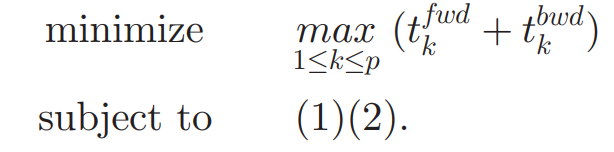 minimize max (t_k^{fwd} + t_k^{bwd})
1≤k≤p
subject to (1)(2).